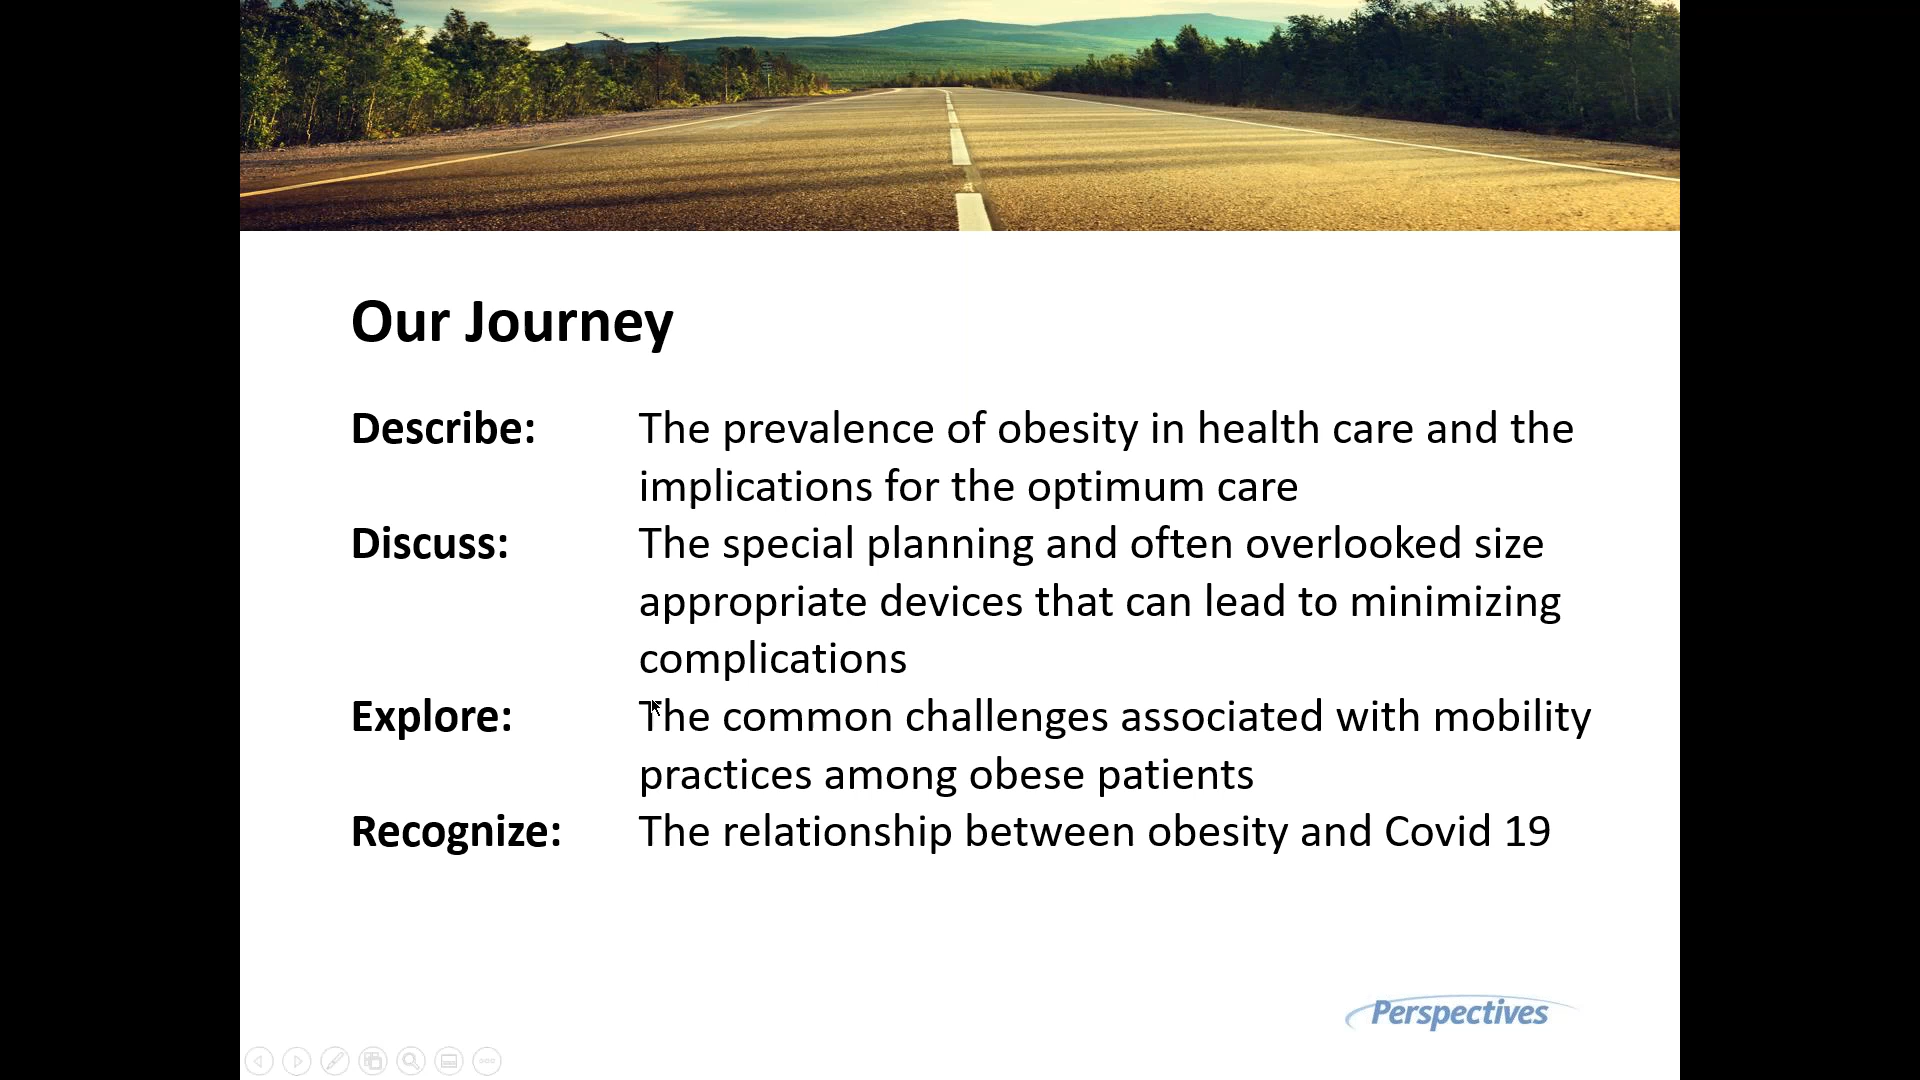 Our Journey
Describe: The prevalence of obesity in health care and the
implications for the optimum care
Discuss: The special planning and often overlooked size
appropriate devices that can lead to minimizing
complications
Explore: The common challenges associated with mobility
practices among obese patients
Recognize: The relationship between obesity and Covid 19
Perspectives